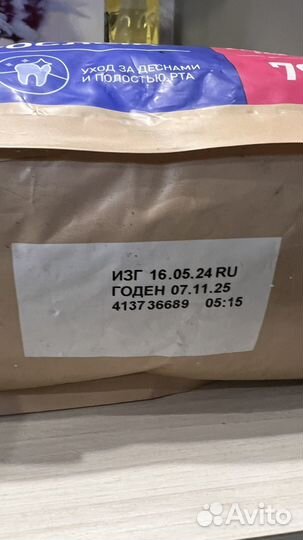 УХОД ЗА ДЕСНАМИ
И ПОЛОСТЬЮ РТА
ИЗГ 16.05.24 RU
ГОДЕН 07.11.25
413736689 05:15
Avito